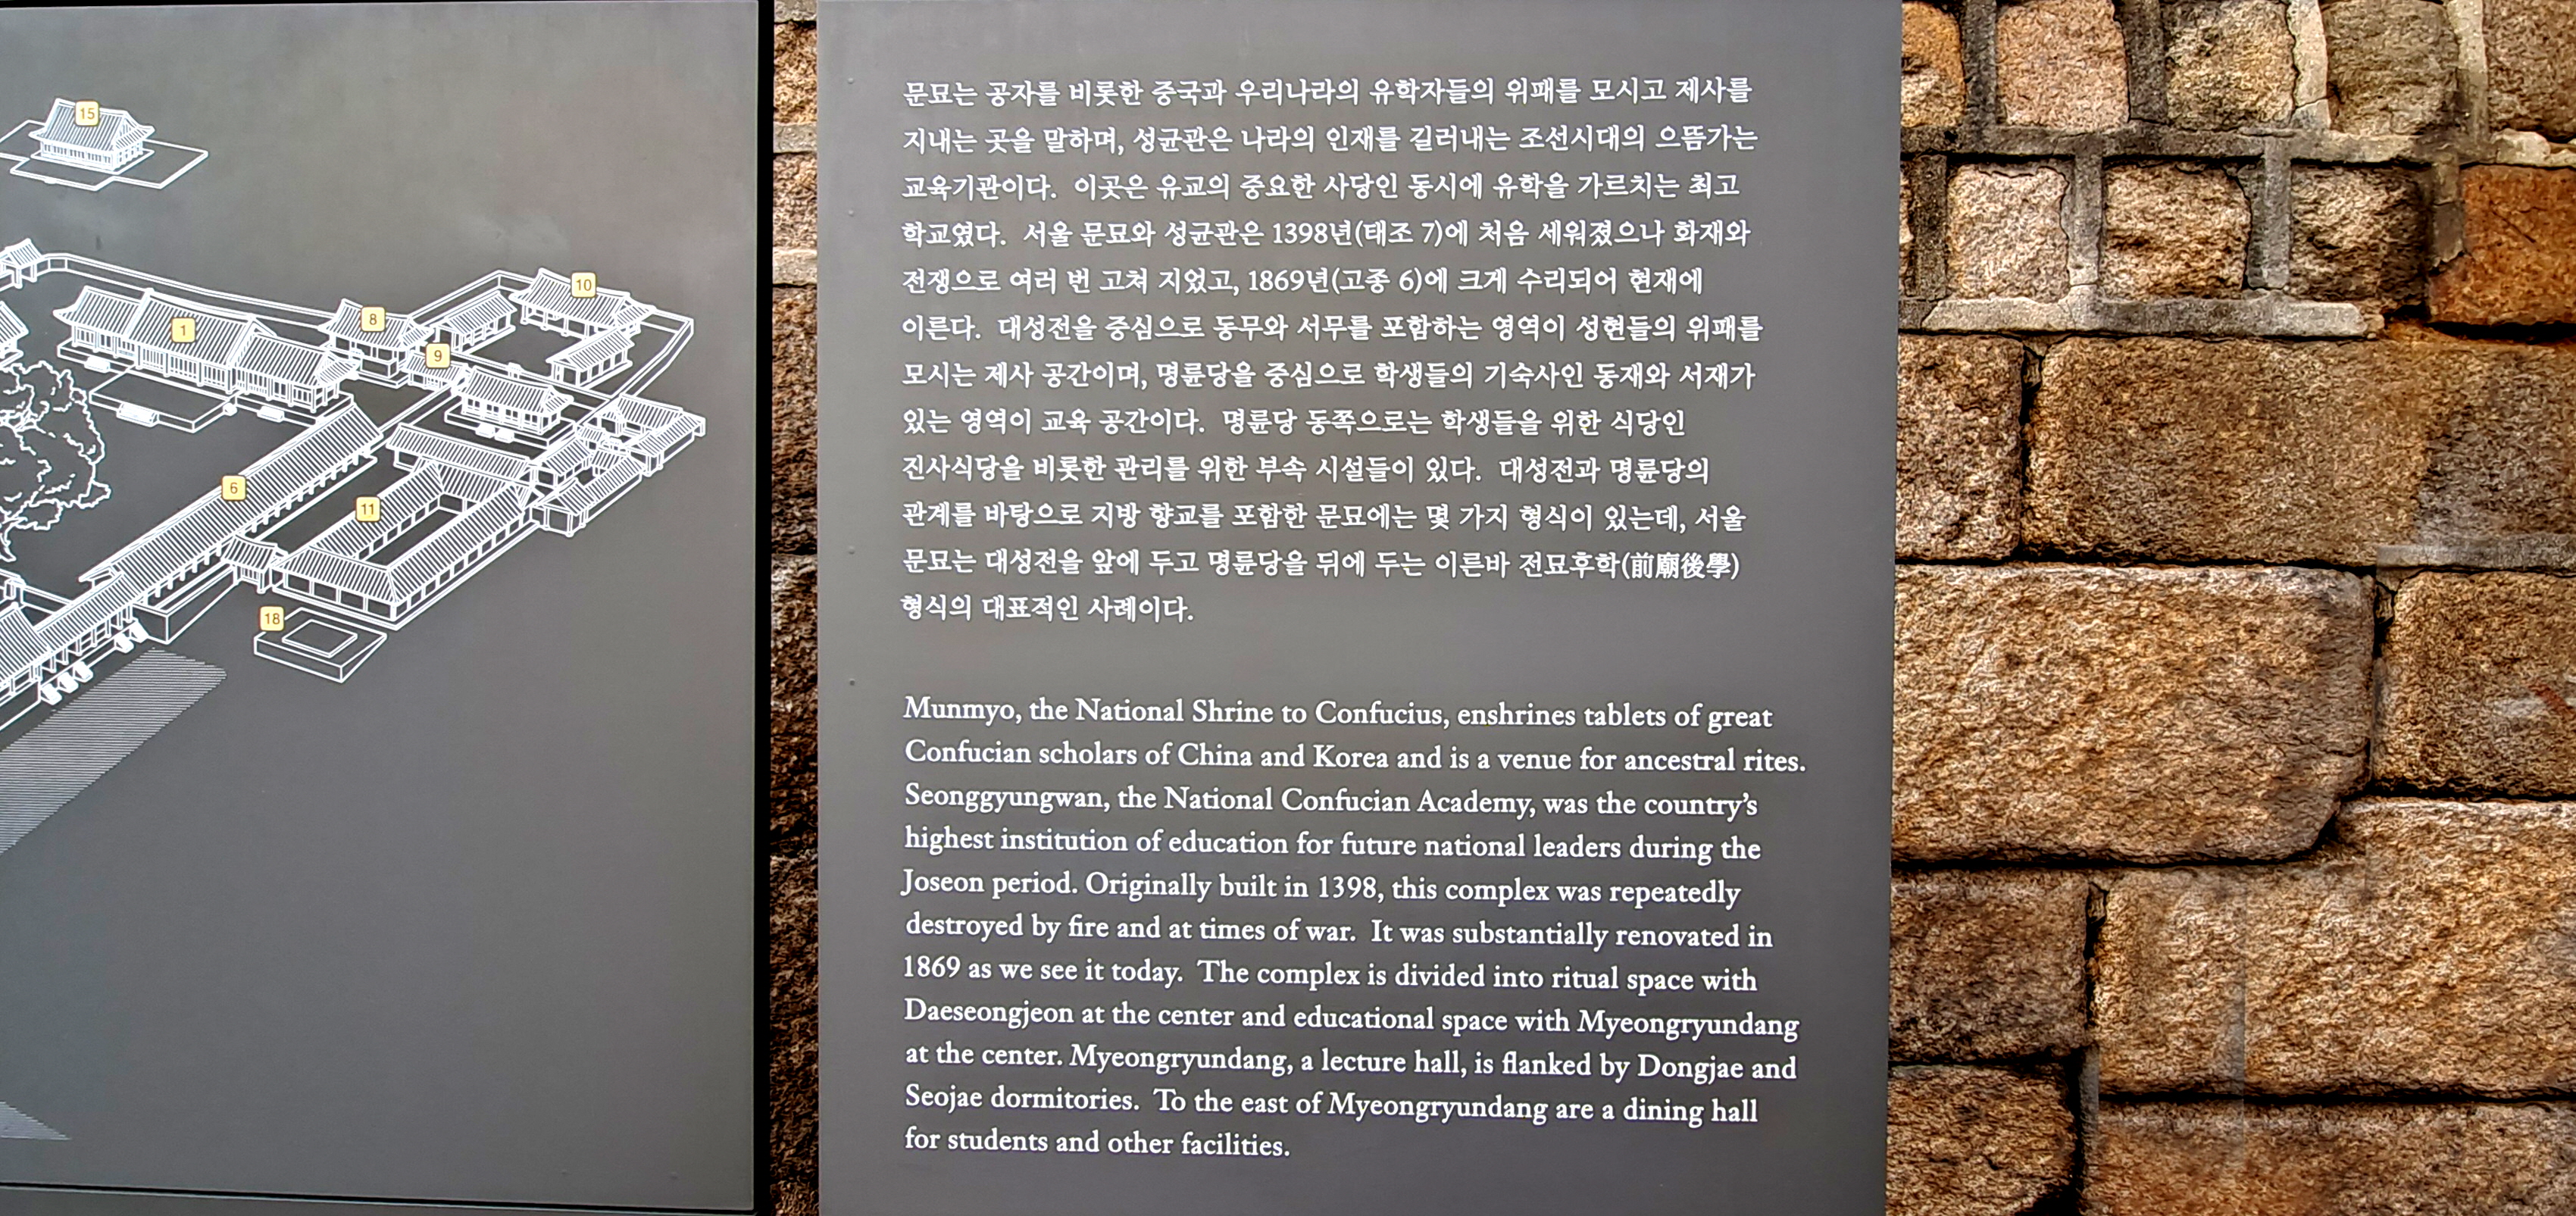 15
10
8
1
9
6
11
18
문묘는 공자를 비롯한 중국과 우리나라의 유학자들의 위패를 모시고 제사를
지내는 곳을 말하며, 성균관은 나라의 인재를 길러내는 조선시대의 으뜸가는
교육기관이다. 이곳은 유교의 중요한 사당인 동시에 유학을 가르치는 최고
학교였다. 서울 문묘와 성균관은 1398년(태조 7)에 처음 세워졌으나 화재와
전쟁으로 여러 번 고쳐 지었고, 1869년(고종 6)에 크게 수리되어 현재에
이른다. 대성전을 중심으로 동무와 서무를 포함하는 영역이 성현들의 위패를
모시는 제사 공간이며, 명륜당을 중심으로 학생들의 기숙사인 동재와 서재가
있는 영역이 교육 공간이다. 명륜당 동쪽으로는 학생들을 위한 식당인
진사식당을 비롯한 관리를 위한 부속 시설들이 있다. 대성전과 명륜당의
관계를 바탕으로 지방 향교를 포함한 문묘에는 몇 가지 형식이 있는데, 서울
문묘는 대성전을 앞에 두고 명륜당을 뒤에 두는 이른바 전묘후학(前廟後學)
형식의 대표적인 사례이다.
Munmyo, the National Shrine to Confucius, enshrines tablets of great
Confucian scholars of China and Korea and is a venue for ancestral rites.
Seonggyungwan, the National Confucian Academy, was the country’s
highest institution of education for future national leaders during the
Joseon period. Originally built in 1398, this complex was repeatedly
destroyed by fire and at times of war. It was substantially renovated in
1869 as we see it today. The complex is divided into ritual space with
Daeseongjeon at the center and educational space with Myeongryundang
at the center. Myeongryundang, a lecture hall, is flanked by Dongjae and
Seojae dormitories. To the east of Myeongryundang are a dining hall
for students and other facilities.